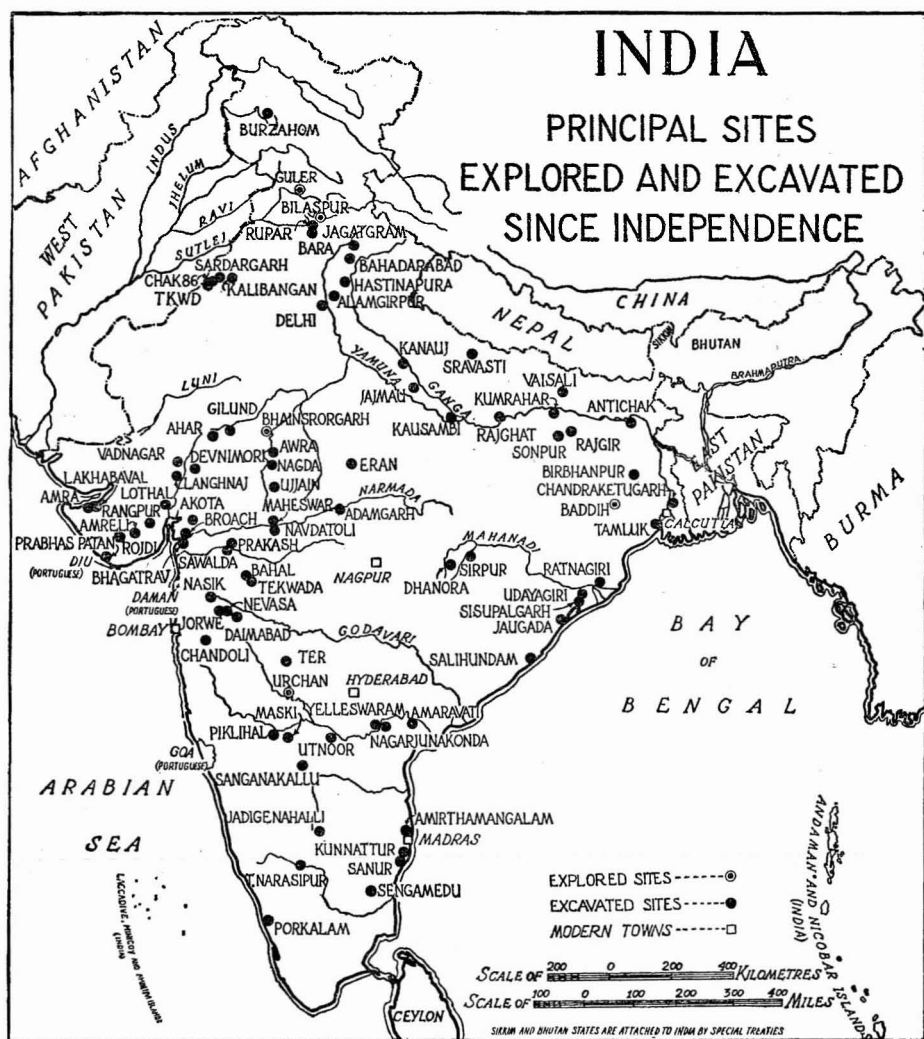 INDIA
PRINCIPAL SITES
EXPLORED AND EXCAVATED
SINCE INDEPENDENCE
AFGHANISTAN
WEST
PAKISTAN
INDUS
JHELUM
RAVI
SUTLEJ
BURZAHOM
GULER
BILASPUR
RUPAR
JAGATGRAM
BARA
BAHADARABAD
SARDARGARH
CHAK86
HASTINAPURA
KALIBANGAN
TKWD
ALAMGIRPUR
DELHI
CHINA
NEPAL
SIKKIM
BHUTAN
BRAHMAPUTRA
KANAUJ
SRAVASTI
YAMUNA
GANGA
LUNI
JAJMAU
VAISALI
KUMRAHAR
GILUND
BHAINSRORGARH
ANTICHAK
AHAR
KAUSAMBI
RAJGHAT
RAJGIR
SONPUR
EAST
PAKISTAN
VADNAGAR
DEVNIMORI
AWRA
NAGDA
ERAN
BIRBHANPUR
LAKHABAVAL
LANGHNAJ
UJJAIN
CHANDRAKETUGARH
AMRA
LOTHAL
AKOTA
MAHESWAR
NARMADA
ADAMGARH
BADDIH
RANGPUR
BROACH
TAMLUK
CALCUTTA
BURMA
AMRELI
NAVDATOLI
PRABHAS PATAN
ROJDI
PRAKASH
MAHANADI
DIU
(PORTUGUESE)
SAWALDA
BHAGATRAV
BAHAL
NAGPUR
SIRPUR
RATNAGIRI
NASIK
TEKWADA
DHANORA
DAMAN
(PORTUGUESE)
UDAYAGIRI
NEVASA
SISUPALGARH
JORWE
JAUGADA
BOMBAY
DAIMABAD
GODAVARI
BAY
OF
BENGAL
CHANDOLI
TER
SALIHUNDAM
URCHAN
HYDERABAD
MASKI
YELLESWARAM
AMARAVATI
PIKLIHAL
NAGARJUNAKONDA
GOA
(PORTUGUESE)
UTNOOR
SANGANAKALLU
ARABIAN
SEA
JADIGENAHALLI
AMIRTHAMANGALAM
MADRAS
KUNNATTUR
SANUR
T.NARASIPUR
SENGAMEDU
PORKALAM
LACCADIVE, MINICOY AND AMINDIVI ISLANDS
(INDIA)
ANDAMAN AND NICOBAR ISLANDS
(INDIA)
EXPLORED SITES
EXCAVATED SITES
MODERN TOWNS
SCALE OF 200 0 200 400 KILOMETRES
SCALE OF 100 0 100 200 300 400 MILES
CEYLON
SIKKIM AND BHUTAN STATES ARE ATTACHED TO INDIA BY SPECIAL TREATIES